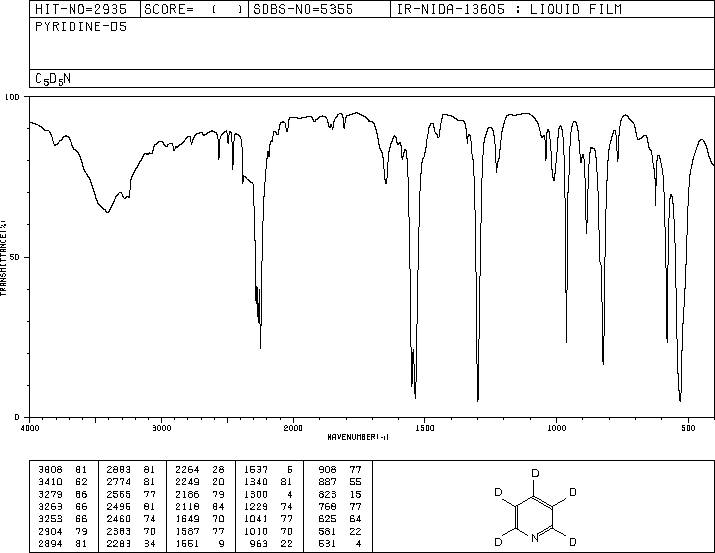 HIT-NO=2935 SCORE= ( ) SDBS-NO=5355 IR-NIDA-13605 : LIQUID FILM
PYRIDINE-D5
C5D5N
100
50
0
TRANSMITTANCE(%)
4000 3000 2000 1500 1000 500
WAVENUMBER(-1)
3808 81 2883 81 2264 28 1537 5 908 77
3410 62 2774 81 2249 20 1340 81 887 55
3279 66 2565 77 2186 79 1300 4 823 15
3263 66 2496 81 2118 84 1229 74 768 77
3253 66 2460 74 1649 70 1041 77 625 64
2904 79 2383 70 1587 77 1010 70 581 22
2894 81 2283 34 1551 9 963 22 531 4
D
D D
D N D